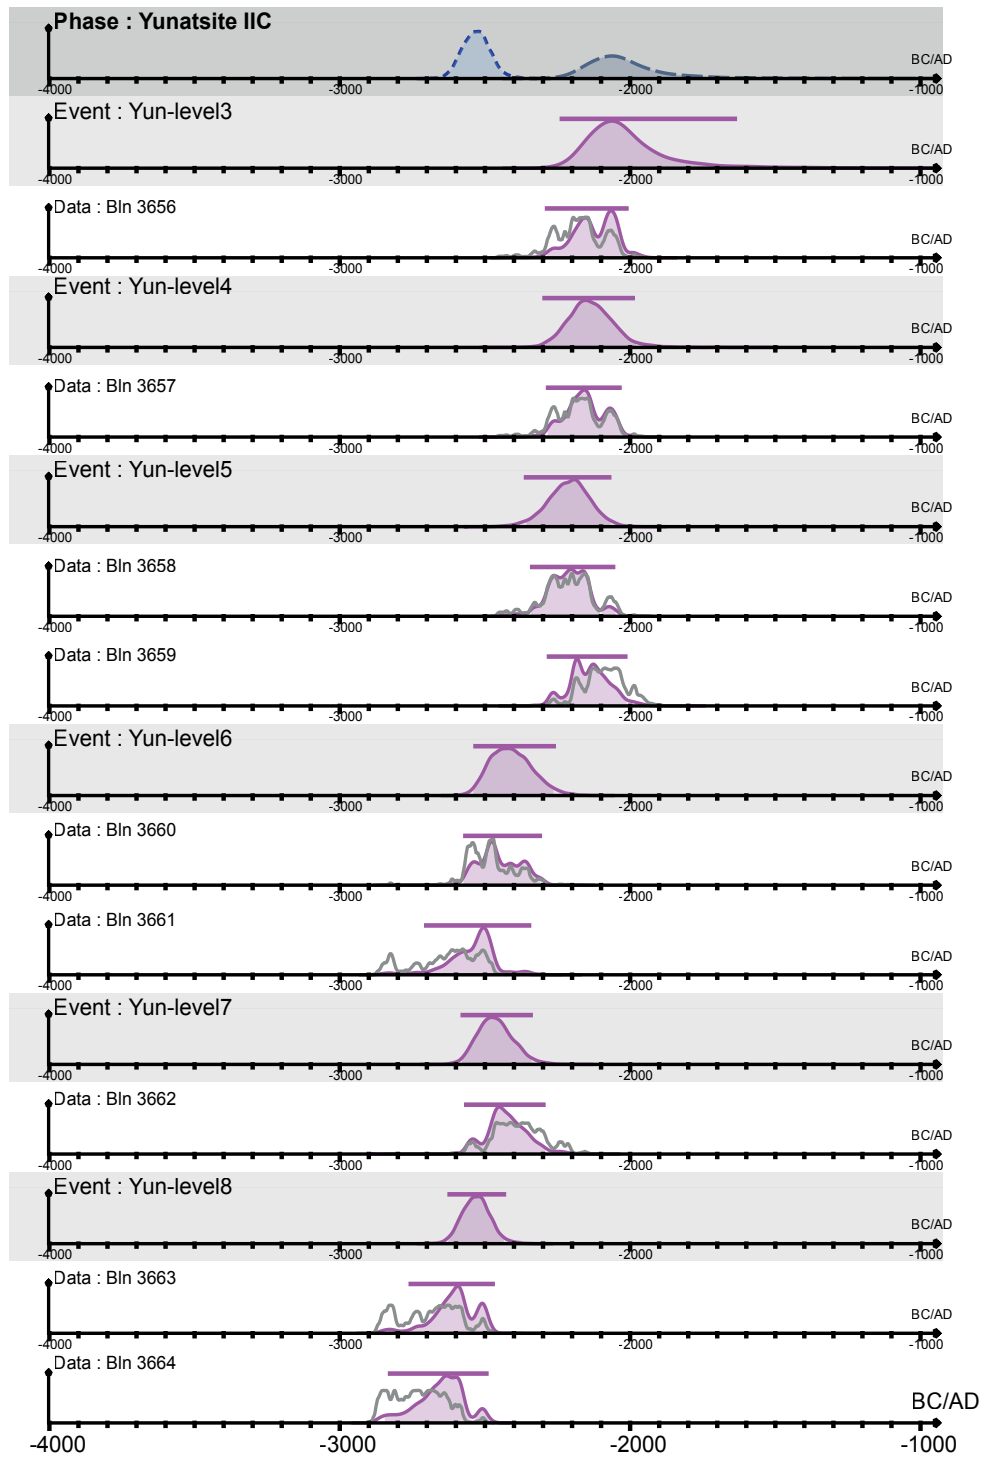 Phase : Yunatsite IIC
BC/AD
-4000 -3000 -2000 -1000
Event : Yun-level3
BC/AD
-4000 -3000 -2000 -1000
Data : Bln 3656
BC/AD
-4000 -3000 -2000 -1000
Event : Yun-level4
BC/AD
-4000 -3000 -2000 -1000
Data : Bln 3657
BC/AD
-4000 -3000 -2000 -1000
Event : Yun-level5
BC/AD
-4000 -3000 -2000 -1000
Data : Bln 3658
BC/AD
-4000 -3000 -2000 -1000
Data : Bln 3659
BC/AD
-4000 -3000 -2000 -1000
Event : Yun-level6
BC/AD
-4000 -3000 -2000 -1000
Data : Bln 3660
BC/AD
-4000 -3000 -2000 -1000
Data : Bln 3661
BC/AD
-4000 -3000 -2000 -1000
Event : Yun-level7
BC/AD
-4000 -3000 -2000 -1000
Data : Bln 3662
BC/AD
-4000 -3000 -2000 -1000
Event : Yun-level8
BC/AD
-4000 -3000 -2000 -1000
Data : Bln 3663
BC/AD
-4000 -3000 -2000 -1000
Data : Bln 3664
BC/AD
-4000 -3000 -2000 -1000